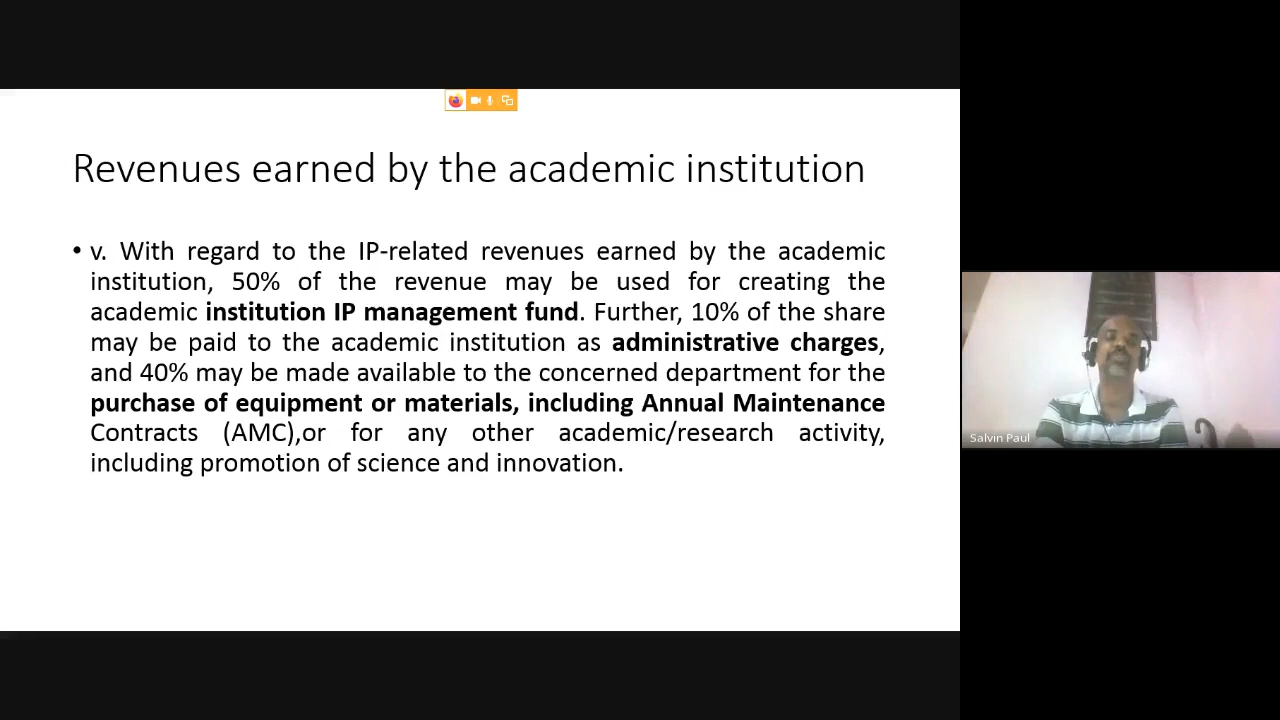 Revenues earned by the academic institution
• v. With regard to the IP-related revenues earned by the academic
institution, 50% of the revenue may be used for creating the
academic institution IP management fund. Further, 10% of the share
may be paid to the academic institution as administrative charges,
and 40% may be made available to the concerned department for the
purchase of equipment or materials, including Annual Maintenance
Contracts (AMC),or for any other academic/research activity,
including promotion of science and innovation.
Salvin Paul